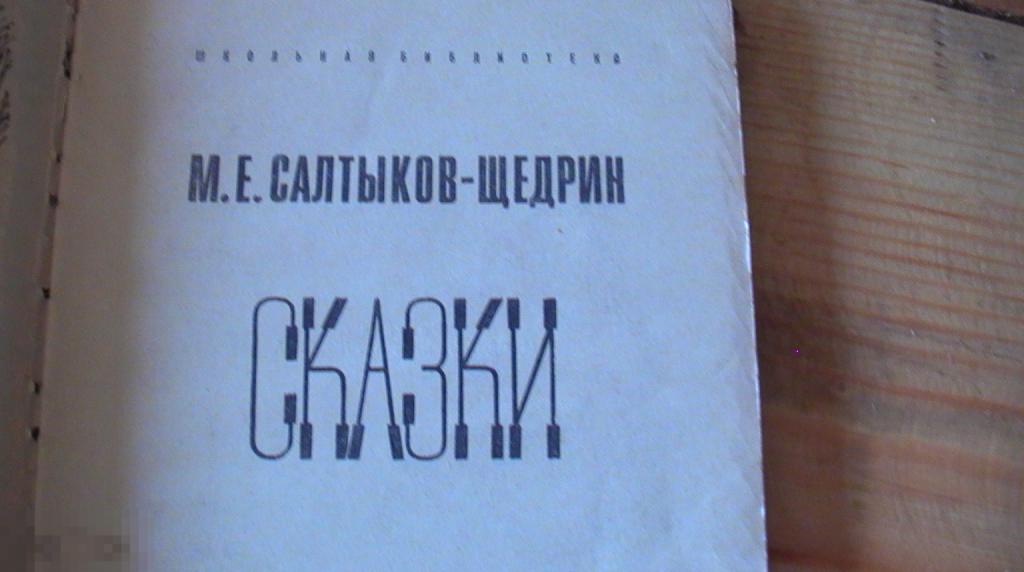 ШКОЛЬНАЯ БИБЛИОТЕКА
М. Е. САЛТЫКОВ-ЩЕДРИН
СКАЗКИ